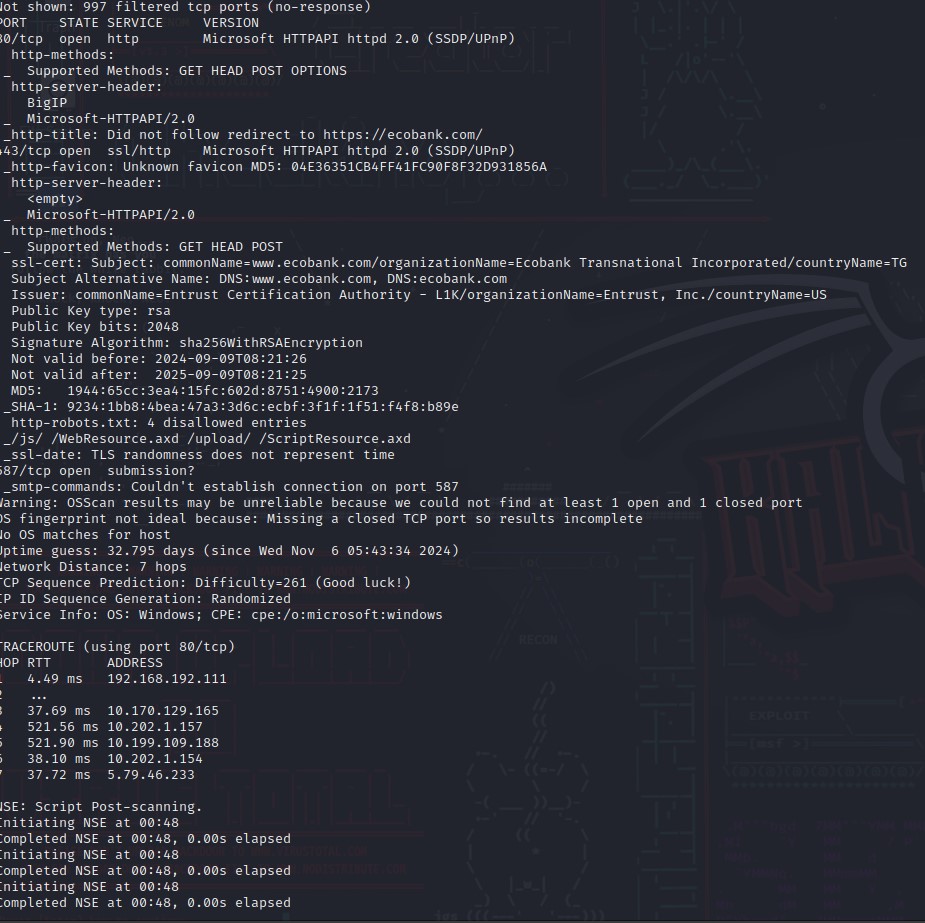 Not shown: 997 filtered tcp ports (no-response)
PORT    STATE SERVICE    VERSION
80/tcp  open  http       Microsoft HTTPAPI httpd 2.0 (SSDP/UPnP)
http-methods:
_  Supported Methods: GET HEAD POST OPTIONS
http-server-header:
BigIP
_  Microsoft-HTTPAPI/2.0
_http-title: Did not follow redirect to https://ecobank.com/
443/tcp open  ssl/http   Microsoft HTTPAPI httpd 2.0 (SSDP/UPnP)
_http-favicon: Unknown favicon MD5: 04E36351CB4FF41FC90F8F32D931856A
http-server-header:
<empty>
_  Microsoft-HTTPAPI/2.0
http-methods:
_  Supported Methods: GET HEAD POST
ssl-cert: Subject: commonName=www.ecobank.com/organizationName=Ecobank Transnational Incorporated/countryName=TG
Subject Alternative Name: DNS:www.ecobank.com, DNS:ecobank.com
Issuer: commonName=Entrust Certification Authority - L1K/organizationName=Entrust, Inc./countryName=US
Public Key type: rsa
Public Key bits: 2048
Signature Algorithm: sha256WithRSAEncryption
Not valid before: 2024-09-09T08:21:26
Not valid after:  2025-09-09T08:21:25
MD5:   1944:65cc:3ea4:15fc:602d:8751:4900:2173
_SHA-1: 9234:1bb8:4bea:47a3:3d6c:ecbf:3f1f:1f51:f4f8:b89e
http-robots.txt: 4 disallowed entries
_/js/ /WebResource.axd /upload/ /ScriptResource.axd
_ssl-date: TLS randomness does not represent time
587/tcp open  submission?
_smtp-commands: Couldn't establish connection on port 587
Warning: OSScan results may be unreliable because we could not find at least 1 open and 1 closed port
OS fingerprint not ideal because: Missing a closed TCP port so results incomplete
No OS matches for host
Uptime guess: 32.795 days (since Wed Nov  6 05:43:34 2024)
Network Distance: 7 hops
TCP Sequence Prediction: Difficulty=261 (Good luck!)
IP ID Sequence Generation: Randomized
Service Info: OS: Windows; CPE: cpe:/o:microsoft:windows
TRACEROUTE (using port 80/tcp)
HOP RTT       ADDRESS
1   4.49 ms   192.168.192.111
2   ...
3   37.69 ms  10.170.129.165
4   521.56 ms 10.202.1.157
5   521.90 ms 10.199.109.188
6   38.10 ms  10.202.1.154
7   37.72 ms  5.79.46.233
NSE: Script Post-scanning.
Initiating NSE at 00:48
Completed NSE at 00:48, 0.00s elapsed
Initiating NSE at 00:48
Completed NSE at 00:48, 0.00s elapsed
Initiating NSE at 00:48
Completed NSE at 00:48, 0.00s elapsed
RECON
EXPLOIT